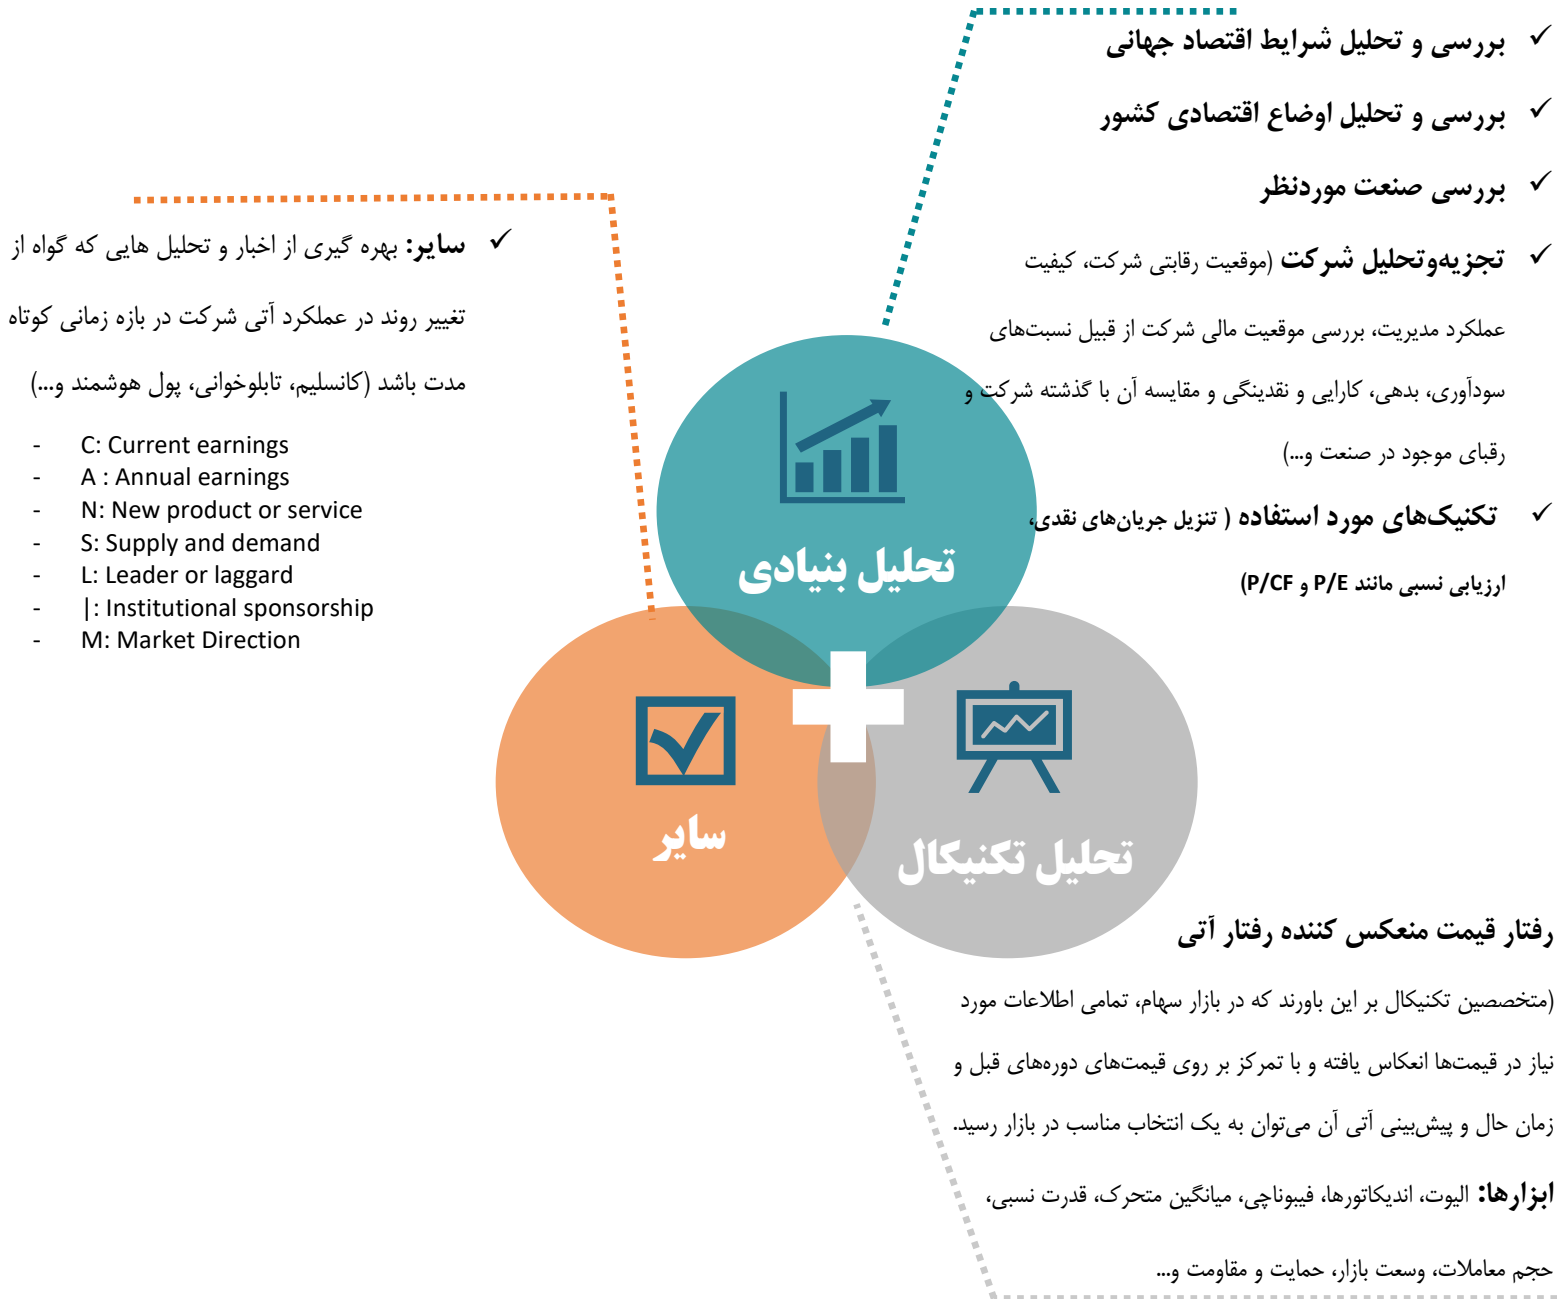 بررسی و تحلیل شرایط اقتصاد جهانی
بررسی و تحلیل اوضاع اقتصادی کشور
بررسی صنعت موردنظر
تجزیه‌وتحلیل شرکت (موقعیت رقابتی شرکت، کیفیت
عملکرد مدیریت، بررسی موقعیت مالی شرکت از قبیل نسبت‌های
سودآوری، بدهی، کارایی و نقدینگی و مقایسه آن با گذشته شرکت و
رقبای موجود در صنعت و...)
تکنیک‌های مورد استفاده ( تنزیل جریان‌های نقدی،
ارزیابی نسبی مانند P/E و P/CF)
سایر: بهره گیری از اخبار و تحلیل هایی که گواه از
تغییر روند در عملکرد آتی شرکت در بازه زمانی کوتاه
مدت باشد (کانسلیم، تابلوخوانی، پول هوشمند و...)
- C: Current earnings
- A : Annual earnings
- N: New product or service
- S: Supply and demand
- L: Leader or laggard
- |: Institutional sponsorship
- M: Market Direction
تحلیل بنیادی
سایر
تحلیل تکنیکال
رفتار قیمت منعکس کننده رفتار آتی
(متخصصین تکنیکال بر این باورند که در بازار سهام، تمامی اطلاعات مورد
نیاز در قیمت‌ها انعکاس یافته و با تمرکز بر روی قیمت‌های دوره‌های قبل و
زمان حال و پیش‌بینی آتی آن می‌توان به یک انتخاب مناسب در بازار رسید.
ابزارها: الیوت، اندیکاتورها، فیبوناچی، میانگین متحرک، قدرت نسبی،
حجم معاملات، وسعت بازار، حمایت و مقاومت و...